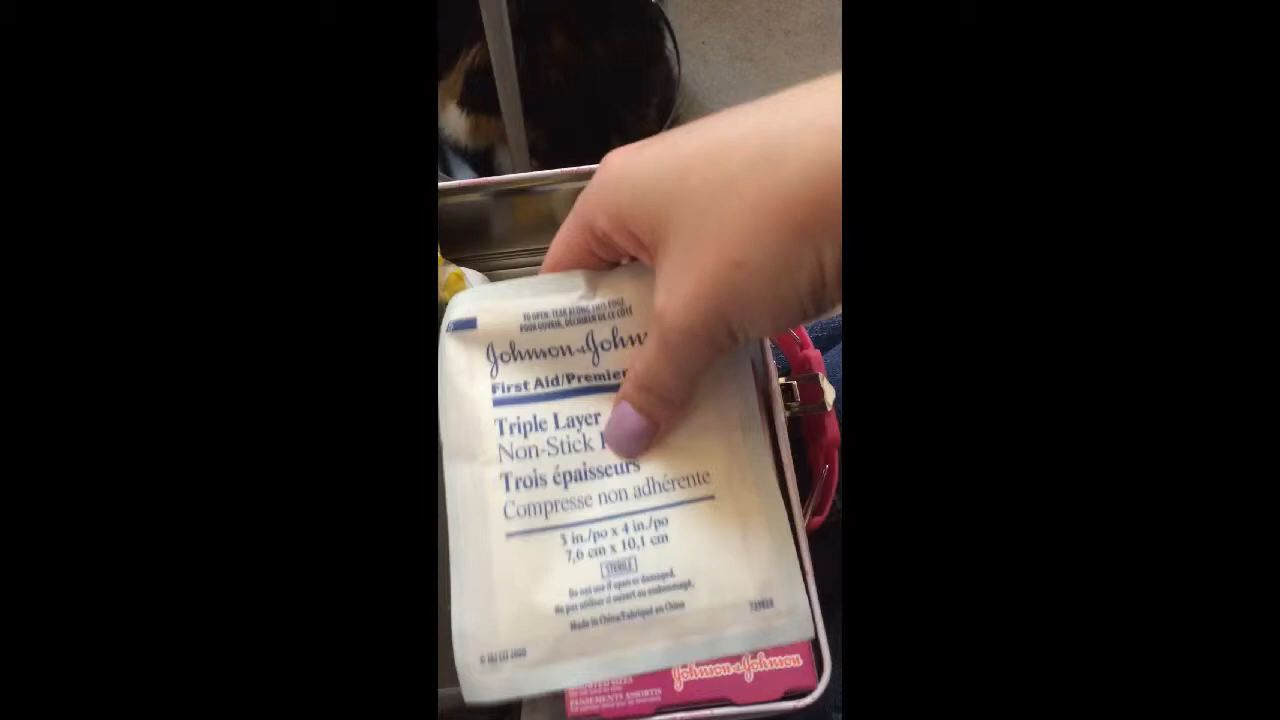 TO OPEN, TEAR ALONG THIS EDGE
POUR OUVRIR, DÉCHIRER DE CE CÔTÉ
Johnson & John
First Aid/Premier
Triple Layer
Non-Stick
Trois épaisseurs
Compresse non adhérente
3 in./po x 4 in./po
7,6 cm x 10,1 cm
STERILE
Do not use if open or damaged.
Ne pas utiliser si ouvert ou endommagé.
Made in China/Fabriqué en Chine
Johnson & Johnson
PANSEMENTS ASSORTIS